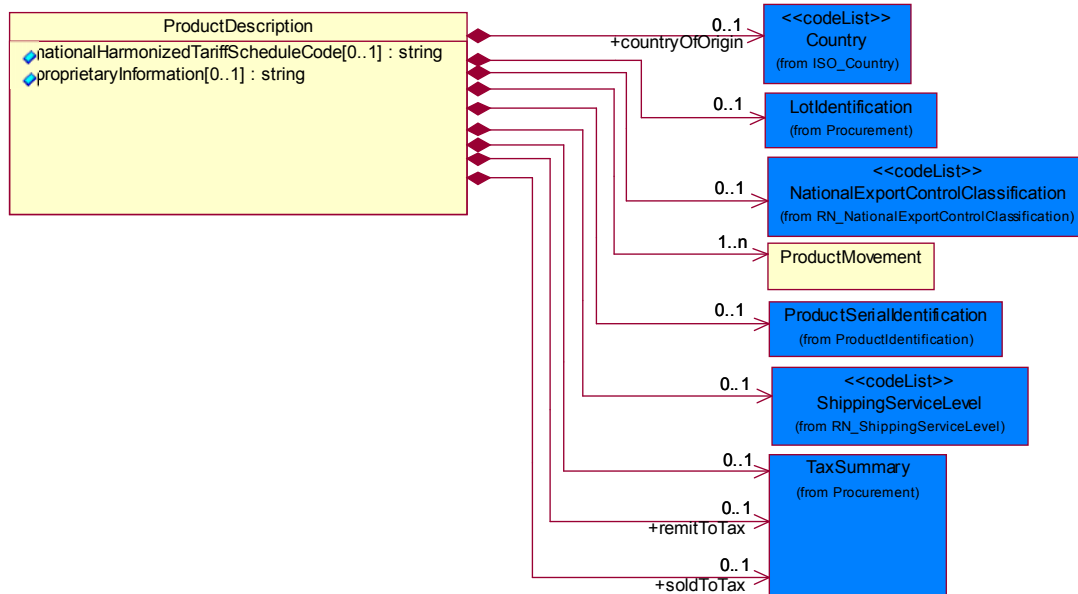 ProductDescription
nationalHarmonizedTariffScheduleCode[0..1] : string
proprietaryInformation[0..1] : string
0..1
+countryOfOrigin
<<codeList>>
Country
(from ISO_Country)
0..1
LotIdentification
(from Procurement)
0..1
<<codeList>>
NationalExportControlClassification
(from RN_NationalExportControlClassification)
1..n
ProductMovement
0..1
ProductSerialIdentification
(from ProductIdentification)
0..1
<<codeList>>
ShippingServiceLevel
(from RN_ShippingServiceLevel)
0..1
TaxSummary
(from Procurement)
0..1
+remitToTax
0..1
+soldToTax